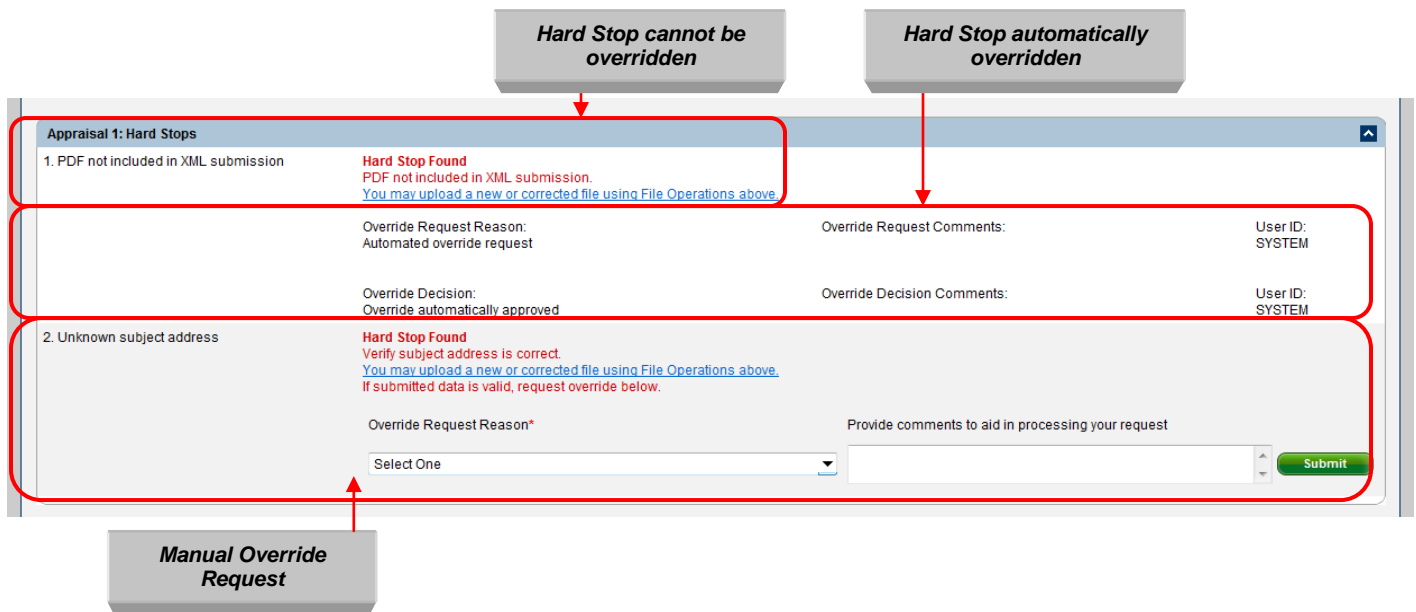 Hard Stop cannot be
overridden
Hard Stop automatically
overridden
Appraisal 1: Hard Stops
1. PDF not included in XML submission
Hard Stop Found
PDF not included in XML submission.
You may upload a new or corrected file using File Operations above.
Override Request Reason:
Automated override request
Override Request Comments:
User ID:
SYSTEM
Override Decision:
Override automatically approved
Override Decision Comments:
User ID:
SYSTEM
2. Unknown subject address
Hard Stop Found
Verify subject address is correct.
You may upload a new or corrected file using File Operations above.
If submitted data is valid, request override below.
Override Request Reason*
Provide comments to aid in processing your request
Select One
Submit
Manual Override
Request